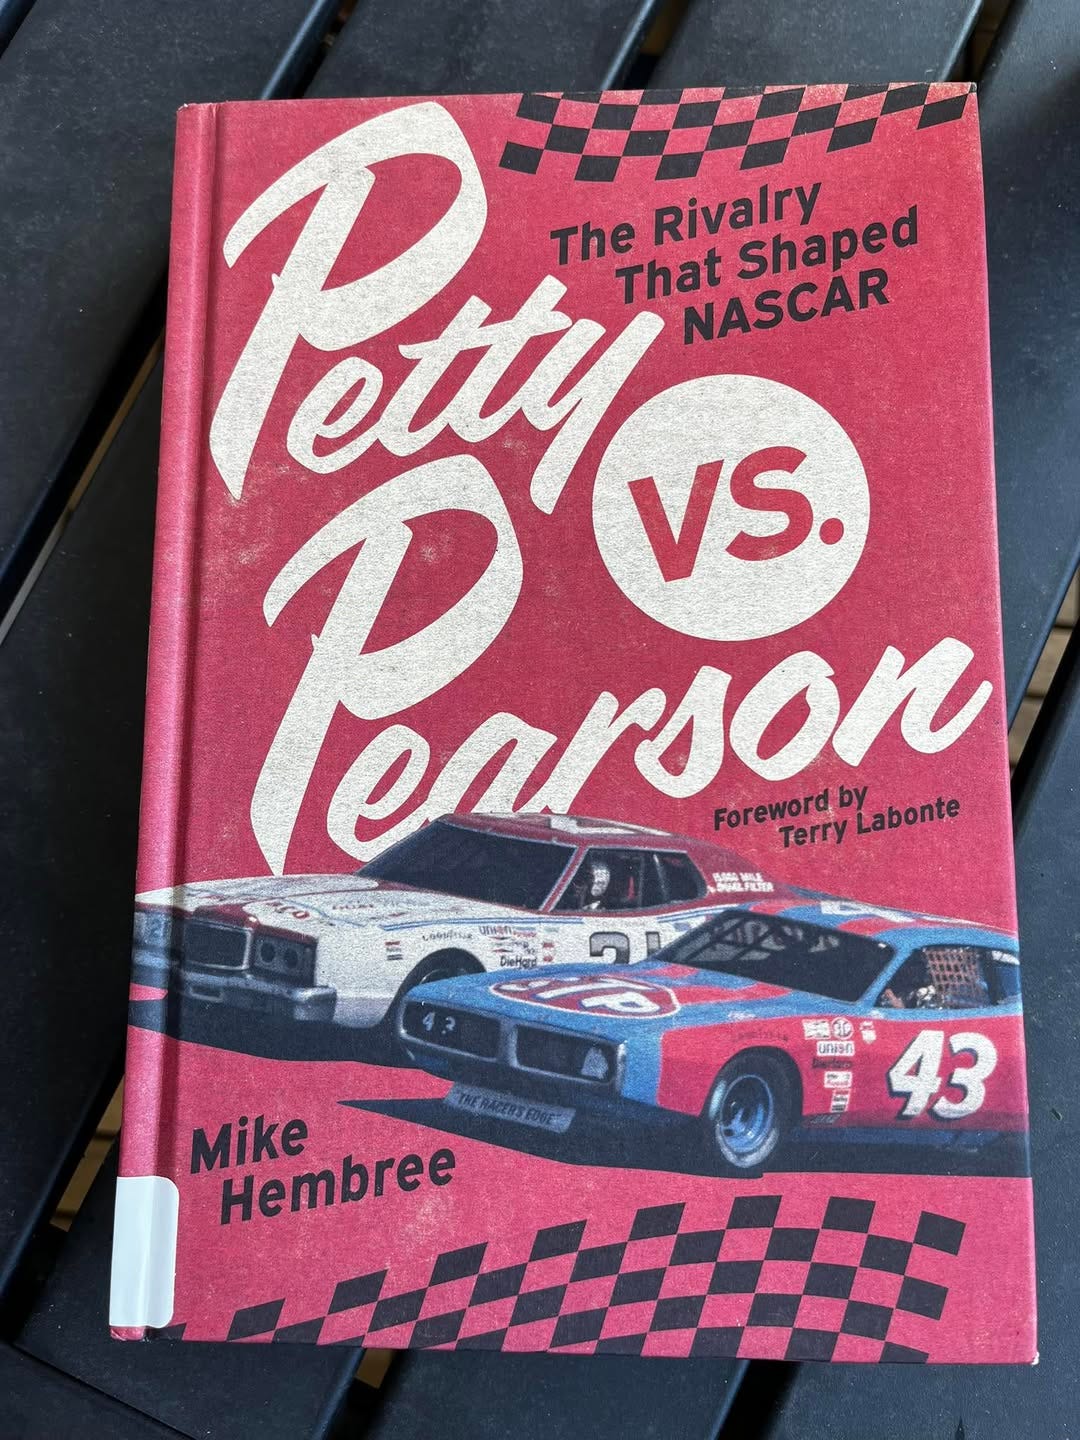 Petty
vs.
Pearson
The Rivalry
That Shaped
NASCAR
Foreword by
Terry Labonte
DieHard
STP
43
union
43
"THE RACER'S EDGE"
Mike
Hembree